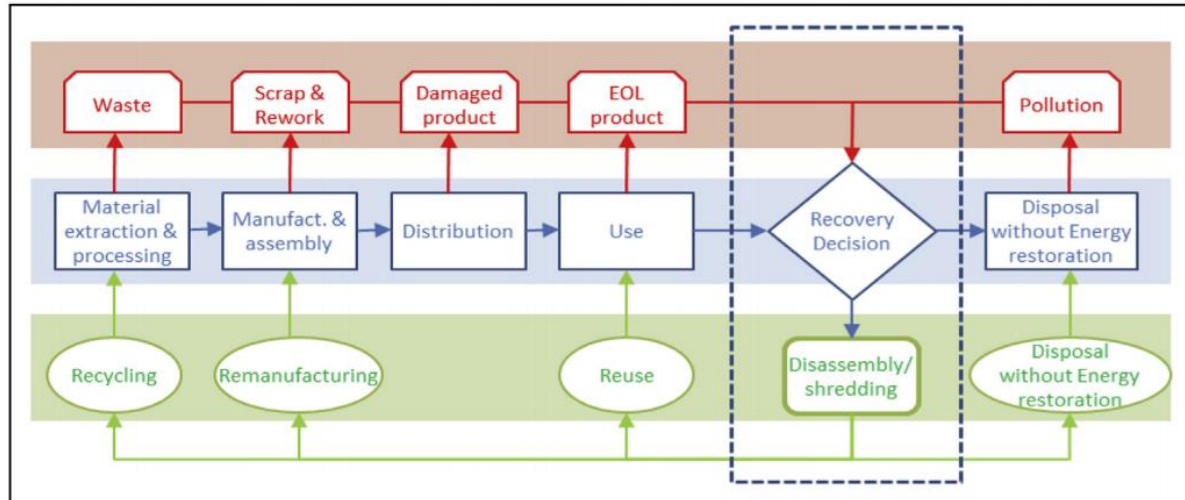 Waste
Scrap &
Rework
Damaged
product
EOL
product
Pollution
Material
extraction &
processing
Manufact. &
assembly
Distribution
Use
Recovery
Decision
Disposal
without Energy
restoration
Recycling
Remanufacturing
Reuse
Disassembly/
shredding
Disposal
without Energy
restoration